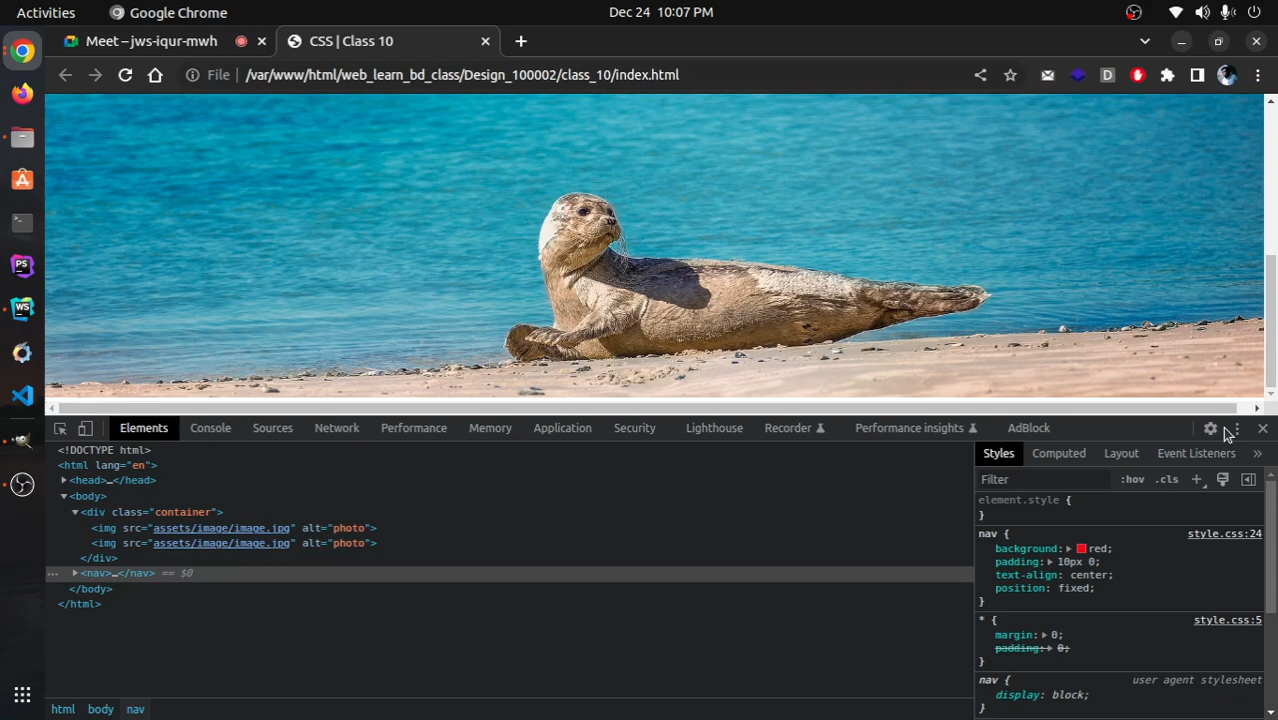 Activities
Google Chrome
Dec 24 10:07 PM
Meet – jws-iqur-mwh
CSS | Class 10
File
/var/www/html/web_learn_bd_class/Design_100002/class_10/index.html
Elements
Console
Sources
Network
Performance
Memory
Application
Security
Lighthouse
Recorder
Performance insights
AdBlock
<!DOCTYPE html>
<html lang="en">
<head>…</head>
<body>
<div class="container">
<img src="assets/image/image.jpg" alt="photo">
<img src="assets/image/image.jpg" alt="photo">
</div>
<nav>…</nav> == $0
</body>
</html>
html body nav
Styles
Computed
Layout
Event Listeners
Filter
:hov .cls
element.style {
}
nav { style.css:24
background: red;
padding: 10px 0;
text-align: center;
position: fixed;
}
* { style.css:5
margin: 0;
padding: 0;
}
nav { user agent stylesheet
display: block;
}